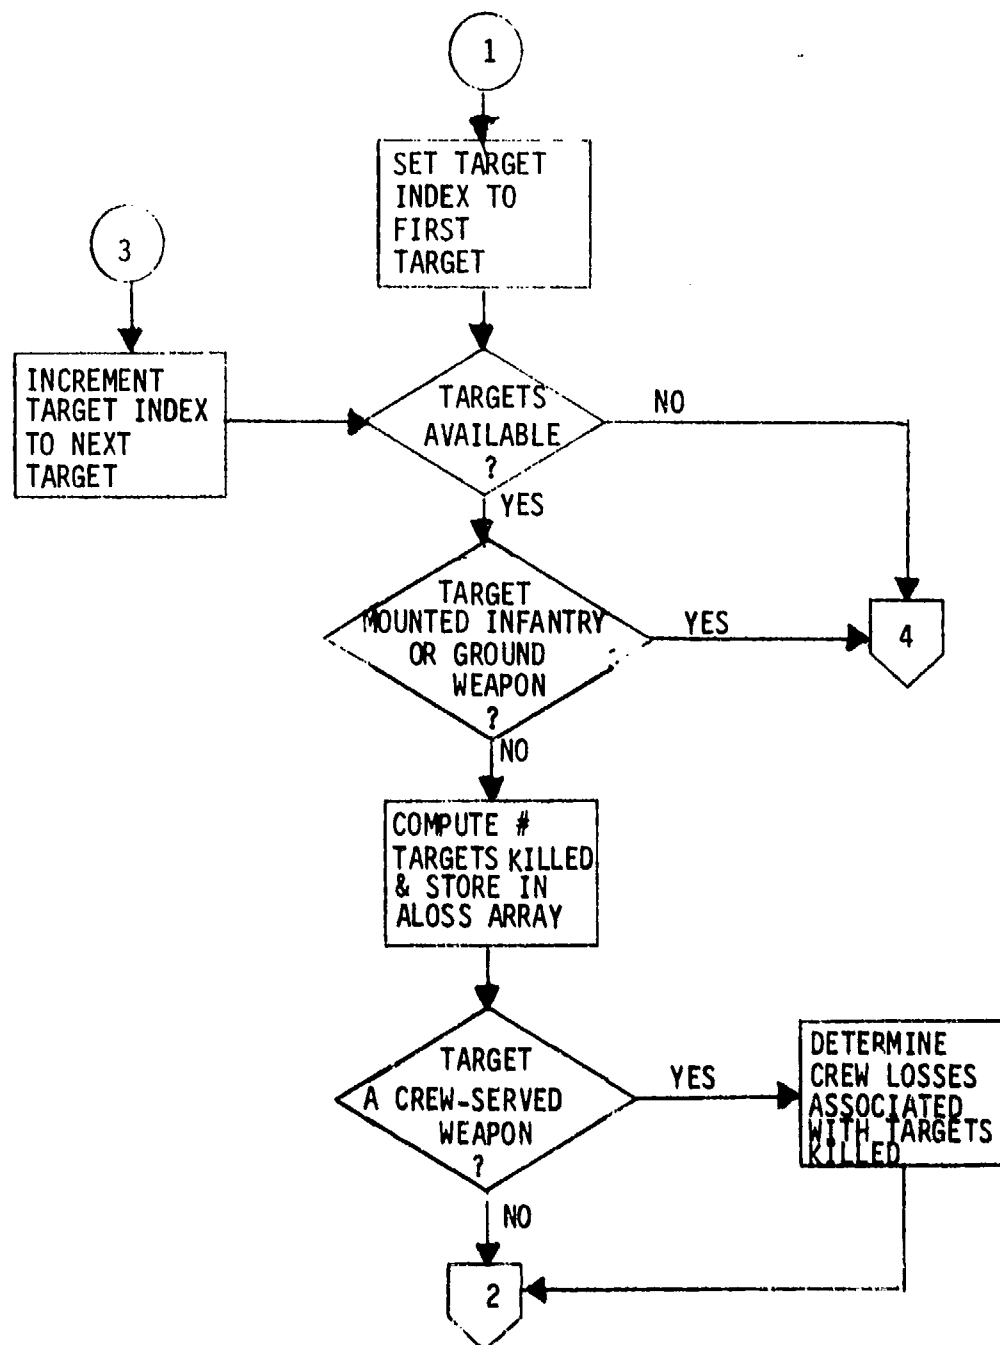 1
SET TARGET
INDEX TO
FIRST
TARGET
3
INCREMENT
TARGET INDEX
TO NEXT
TARGET
TARGETS
AVAILABLE
?
NO
YES
TARGET
MOUNTED INFANTRY
OR GROUND
WEAPON
?
YES
4
NO
COMPUTE #
TARGETS KILLED
& STORE IN
ALOSS ARRAY
TARGET
A CREW-SERVED
WEAPON
?
YES
DETERMINE
CREW LOSSES
ASSOCIATED
WITH TARGETS
KILLED
NO
2